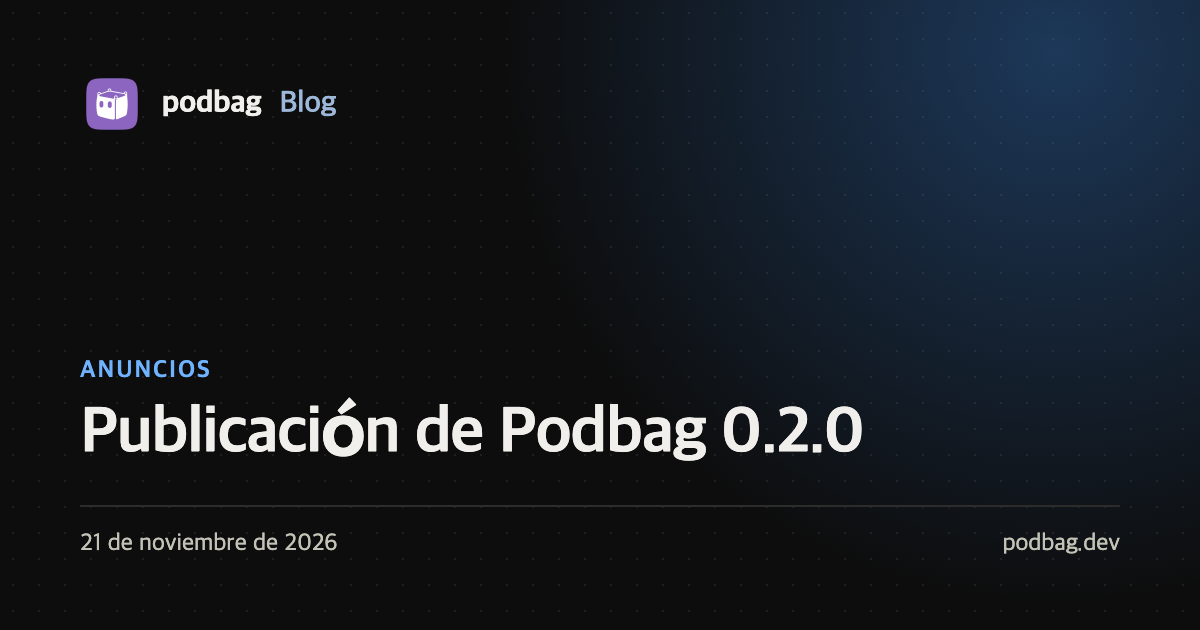 podbag Blog
ANUNCIOS
Publicación de Podbag 0.2.0
21 de noviembre de 2026
podbag.dev